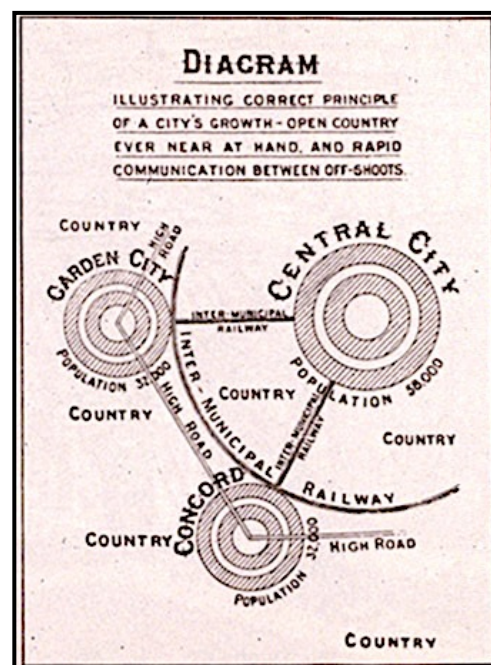 DIAGRAM
ILLUSTRATING CORRECT PRINCIPLE
OF A CITY'S GROWTH - OPEN COUNTRY
EVER NEAR AT HAND, AND RAPID
COMMUNICATION BETWEEN OFF-SHOOTS.
COUNTRY
HIGH ROAD
GARDEN CITY
POPULATION 32,000
CENTRAL CITY
POPULATION 58,000
INTER-MUNICIPAL
RAILWAY
INTER-MUNICIPAL RAILWAY
COUNTRY
INTER-MUNICIPAL
RAILWAY
COUNTRY
HIGH ROAD
COUNTRY
CONCORD
POPULATION 32,000
COUNTRY
HIGH ROAD
COUNTRY